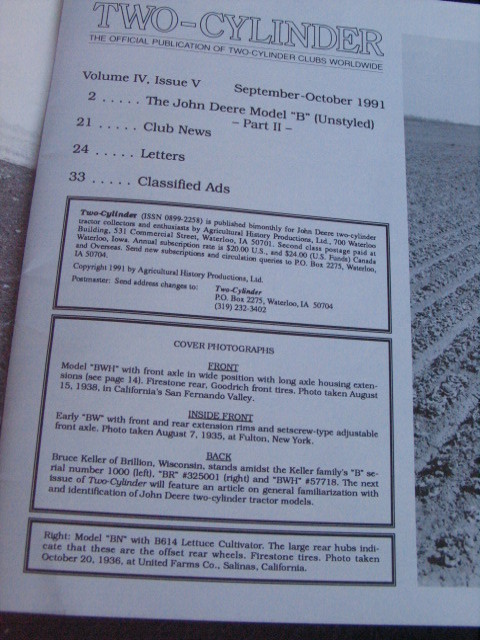 TWO-CYLINDER
THE OFFICIAL PUBLICATION OF TWO-CYLINDER CLUBS WORLDWIDE
Volume IV, Issue V September-October 1991
2 ..... The John Deere Model "B" (Unstyled)
– Part II –
21 ..... Club News
24 ..... Letters
33 ..... Classified Ads
Two-Cylinder (ISSN 0899-2258) is published bimonthly for John Deere two-cylinder
tractor collectors and enthusiasts by Agricultural History Productions, Ltd., 700 Waterloo
Building, 531 Commercial Street, Waterloo, IA 50701. Second class postage paid at
Waterloo, Iowa. Annual subscription rate is $20.00 U.S., and $24.00 (U.S. Funds) Canada
and Overseas. Send new subscriptions and circulation queries to P.O. Box 2275, Waterloo,
IA 50704.
Copyright 1991 by Agricultural History Productions, Ltd.
Postmaster: Send address changes to: Two-Cylinder
P.O. Box 2275, Waterloo, IA 50704
(319) 232-3402
COVER PHOTOGRAPHS
FRONT
Model "BWH" with front axle in wide position with long axle housing exten-
sions (see page 14). Firestone rear, Goodrich front tires. Photo taken August
15, 1938, in California's San Fernando Valley.
INSIDE FRONT
Early "BW" with front and rear extension rims and setscrew-type adjustable
front axle. Photo taken August 7, 1935, at Fulton, New York.
BACK
Bruce Keller of Brillion, Wisconsin, stands amidst the Keller family's "B" se-
rial number 1000 (left), "BR" #325001 (right) and "BWH" #57718. The next
issue of Two-Cylinder will feature an article on general familiarization with
and identification of John Deere two-cylinder tractor models.
Right: Model "BN" with B614 Lettuce Cultivator. The large rear hubs indi-
cate that these are the offset rear wheels. Firestone tires. Photo taken
October 20, 1936, at United Farms Co., Salinas, California.